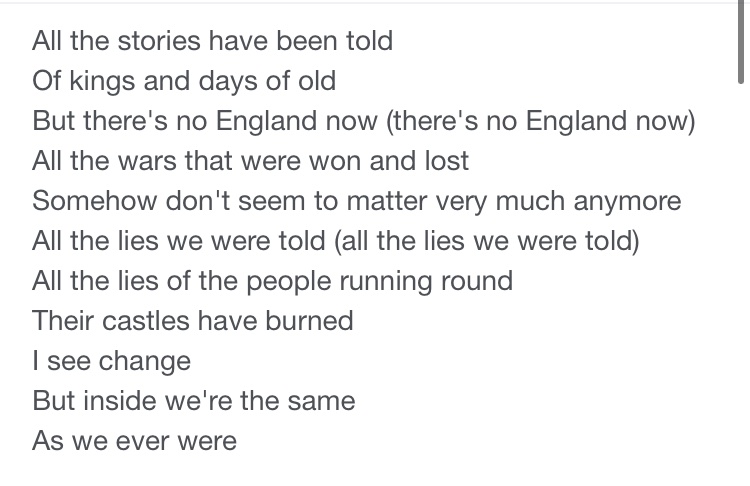 All the stories have been told
Of kings and days of old
But there's no England now (there's no England now)
All the wars that were won and lost
Somehow don't seem to matter very much anymore
All the lies we were told (all the lies we were told)
All the lies of the people running round
Their castles have burned
I see change
But inside we're the same
As we ever were